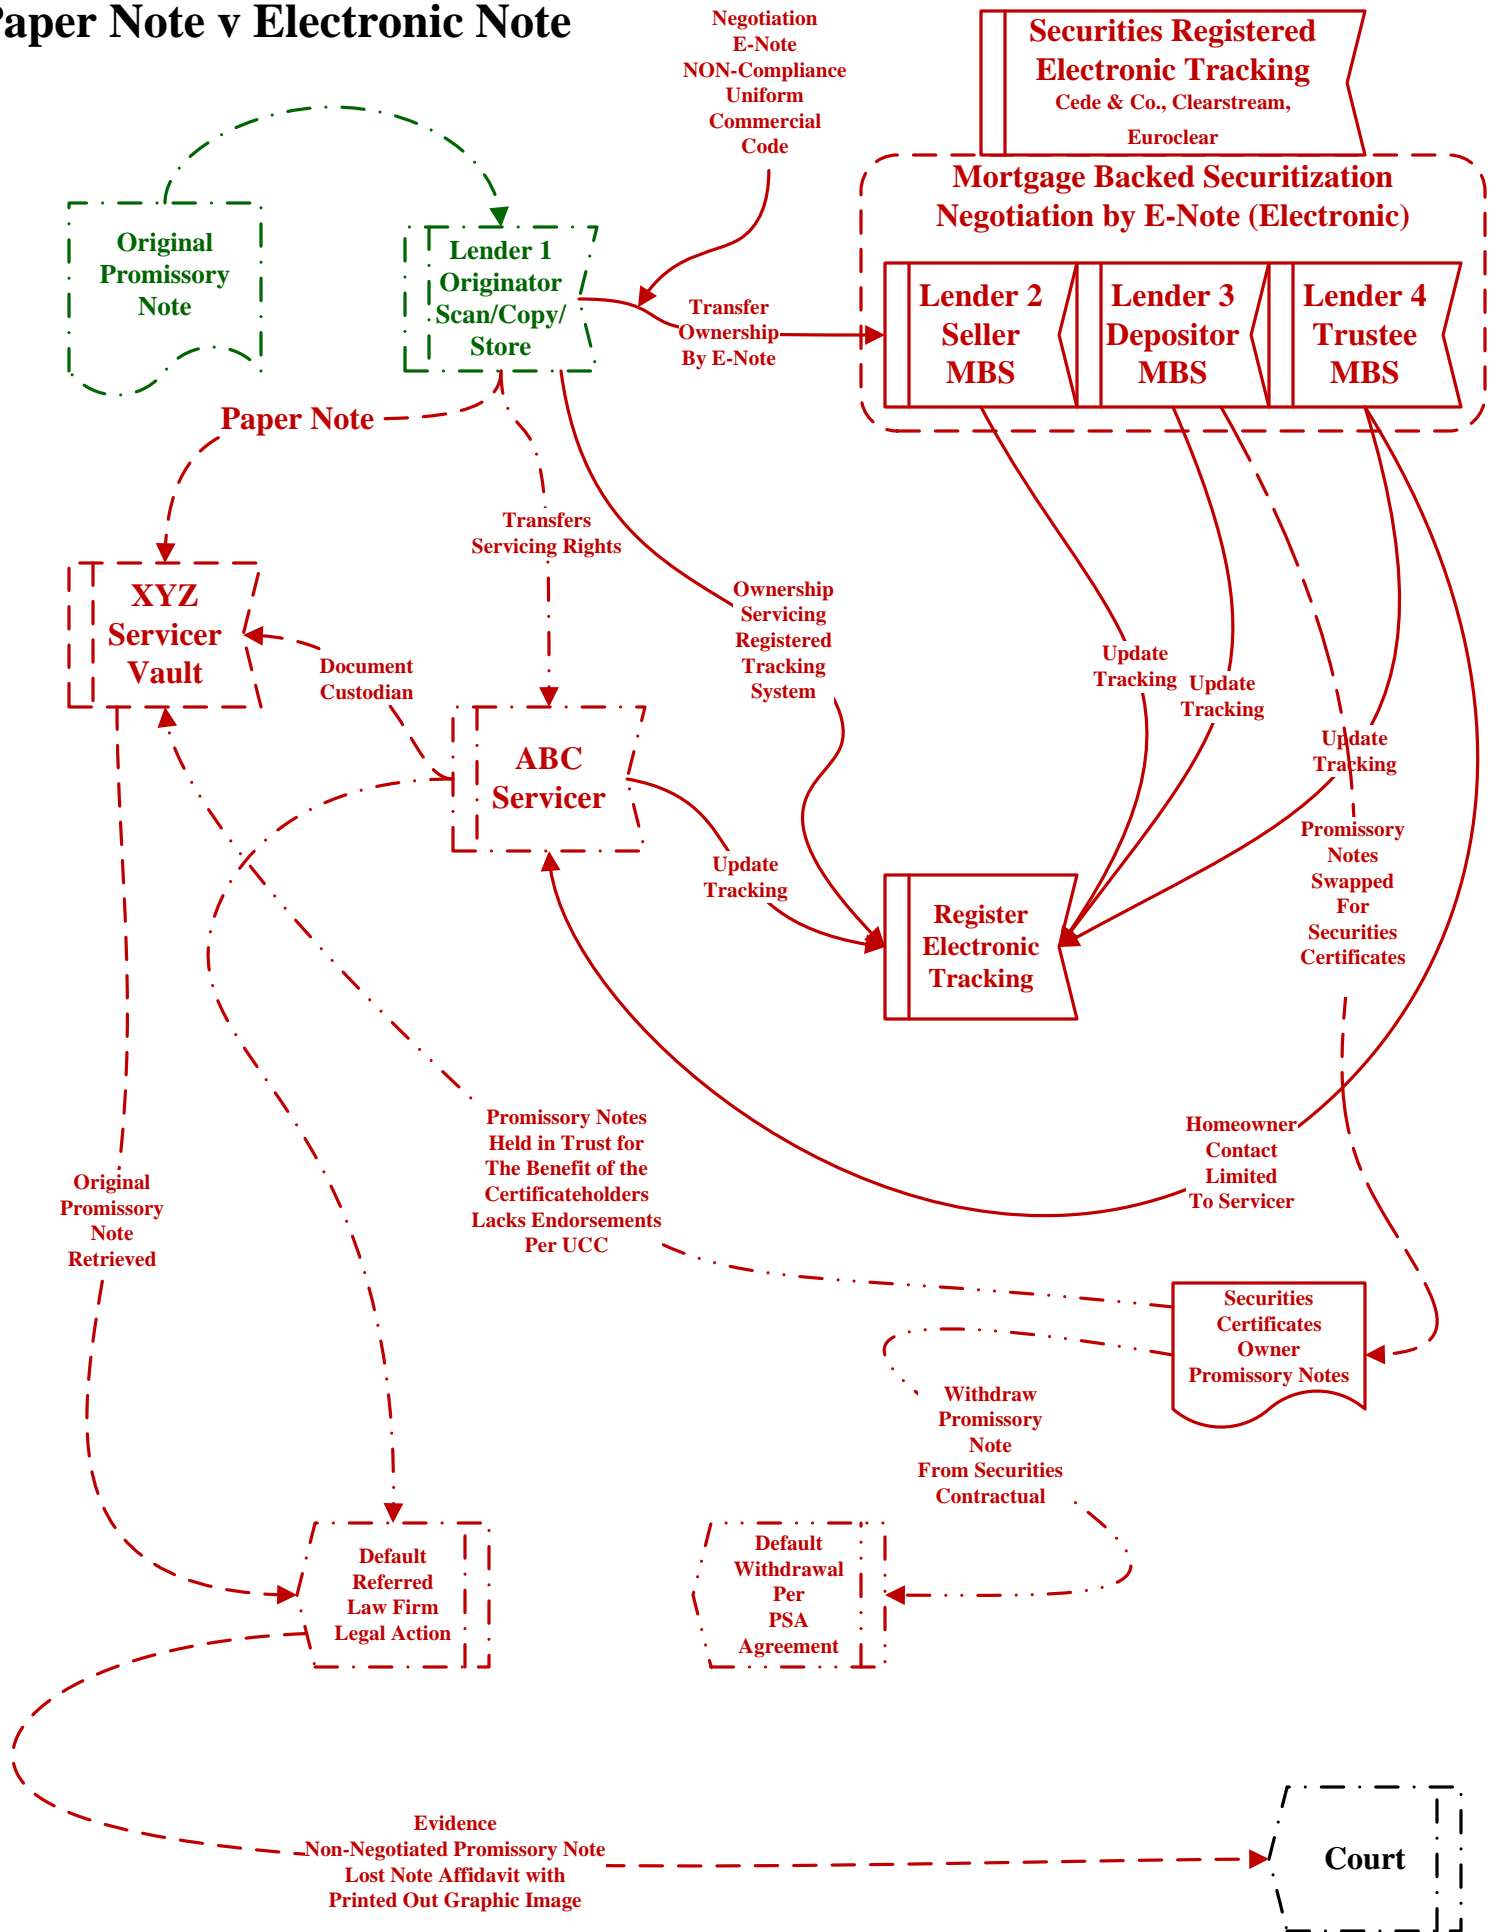 Paper Note v Electronic Note
Negotiation
E-Note
NON-Compliance
Uniform
Commercial
Code
Securities Registered
Electronic Tracking
Cede & Co., Clearstream,
Euroclear
Mortgage Backed Securitization
Negotiation by E-Note (Electronic)
Original
Promissory
Note
Lender 1
Originator
Scan/Copy/
Store
Transfer
Ownership
By E-Note
Lender 2
Seller
MBS
Lender 3
Depositor
MBS
Lender 4
Trustee
MBS
Paper Note
Transfers
Servicing Rights
XYZ
Servicer
Vault
Document
Custodian
Ownership
Servicing
Registered
Tracking
System
Update
Tracking
Update
Tracking
Update
Tracking
ABC
Servicer
Update
Tracking
Promissory
Notes
Swapped
For
Securities
Certificates
Register
Electronic
Tracking
Promissory Notes
Held in Trust for
The Benefit of the
Certificateholders
Lacks Endorsements
Per UCC
Homeowner
Contact
Limited
To Servicer
Original
Promissory
Note
Retrieved
Securities
Certificates
Owner
Promissory Notes
Withdraw
Promissory
Note
From Securities
Contractual
Default
Referred
Law Firm
Legal Action
Default
Withdrawal
Per
PSA
Agreement
Evidence
Non-Negotiated Promissory Note
Lost Note Affidavit with
Printed Out Graphic Image
Court